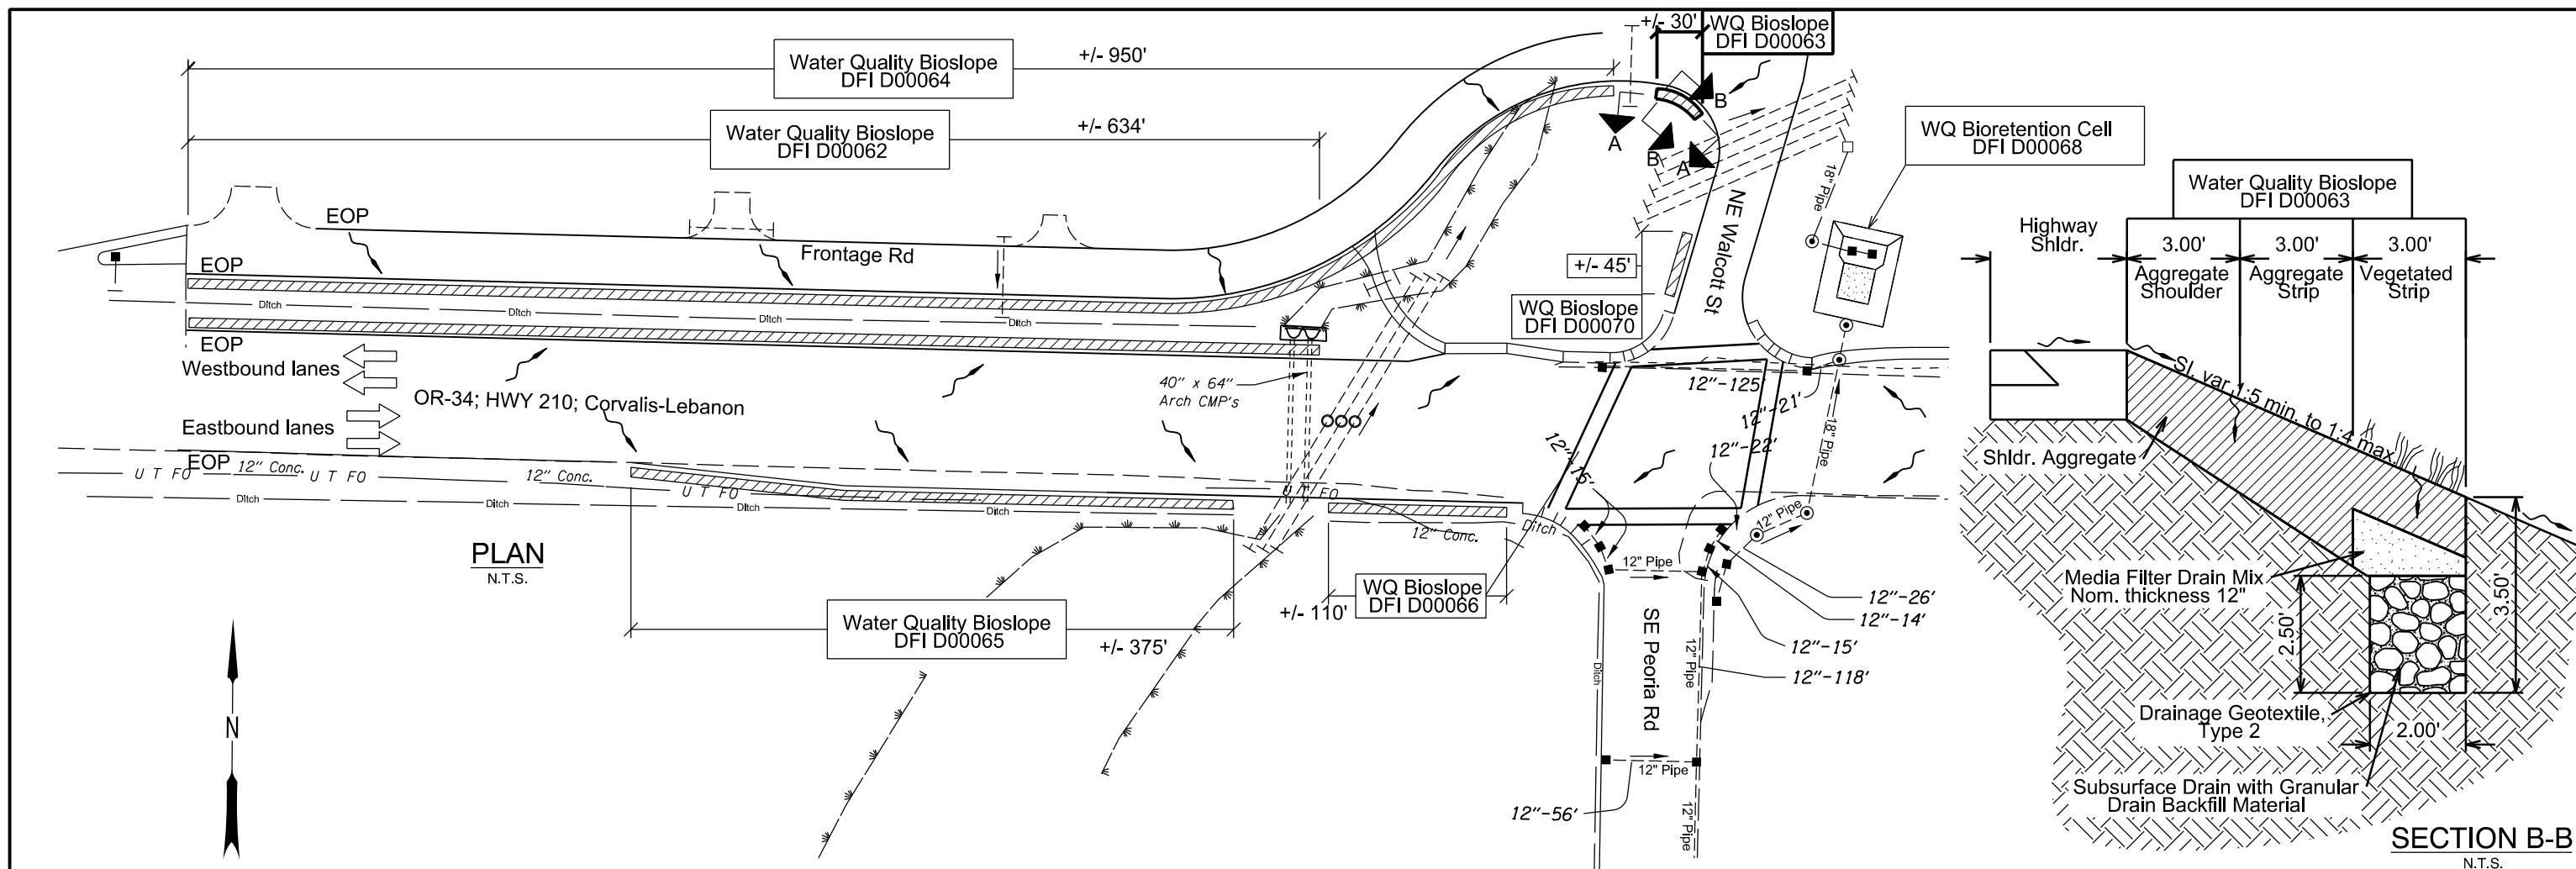 +/- 950'
Water Quality Bioslope
DFI D00064
+/- 634'
Water Quality Bioslope
DFI D00062
+/- 30'
WQ Bioslope
DFI D00063
B
A
B
A
18" Pipe
WQ Bioretention Cell
DFI D00068
NE Walcott St
+/- 45'
WQ Bioslope
DFI D00070
EOP
Frontage Rd
EOP
Ditch
Ditch
Ditch
Ditch
EOP
Westbound lanes
OR-34; HWY 210; Corvalis-Lebanon
Eastbound lanes
40" x 64"
Arch CMP's
12"-125'
12"-21'
12"-22'
12"-15'
18" Pipe
EOP
12" Conc.
U T FO
U T FO
12" Conc.
U T FO
U T FO
Ditch
Ditch
Ditch
Ditch
Ditch
12" Conc.
12" Pipe
12" Pipe
PLAN
N.T.S.
Water Quality Bioslope
DFI D00065
+/- 375'
+/- 110'
WQ Bioslope
DFI D00066
12"-26'
12"-14'
12"-15'
12"-118'
SE Peoria Rd
Ditch
12" Pipe
12" Pipe
12" Pipe
12"-56'
N
Water Quality Bioslope
DFI D00063
Highway
Shldr.
3.00'
Aggregate
Shoulder
3.00'
Aggregate
Strip
3.00'
Vegetated
Strip
Sl. var. 1:5 min. to 1:4 max.
Shldr. Aggregate
Media Filter Drain Mix
Nom. thickness 12"
2.50'
3.50'
Drainage Geotextile,
Type 2
2.00'
Subsurface Drain with Granular
Drain Backfill Material
SECTION B-B
N.T.S.